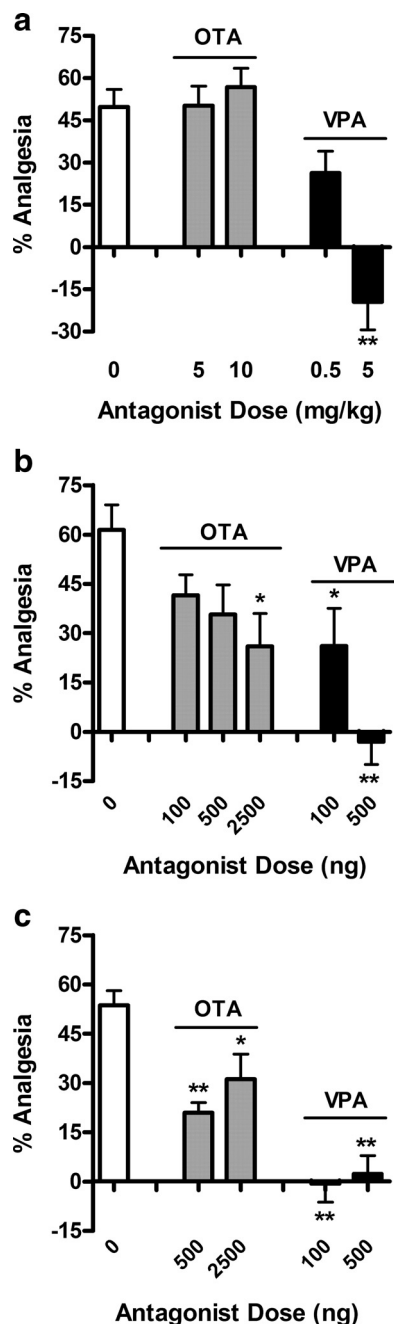 a
75
60
45
30
15
0
-15
-30
% Analgesia
OTA
VPA
**
0 5 10 0.5 5
Antagonist Dose (mg/kg)
b
75
60
45
30
15
0
-15
% Analgesia
OTA
VPA
*
*
**
0 100 500 2500 100 500
Antagonist Dose (ng)
c
75
60
45
30
15
0
-15
% Analgesia
OTA
**
*
VPA
**
**
0 500 2500 100 500
Antagonist Dose (ng)